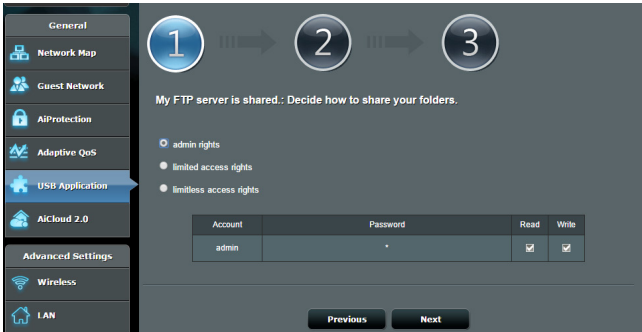 General
Network Map
Guest Network
AiProtection
Adaptive QoS
USB Application
AiCloud 2.0
Advanced Settings
Wireless
LAN
1 2 3
My FTP server is shared.: Decide how to share your folders.
admin rights
limited access rights
limitless access rights
Account Password Read Write
admin *
Previous Next